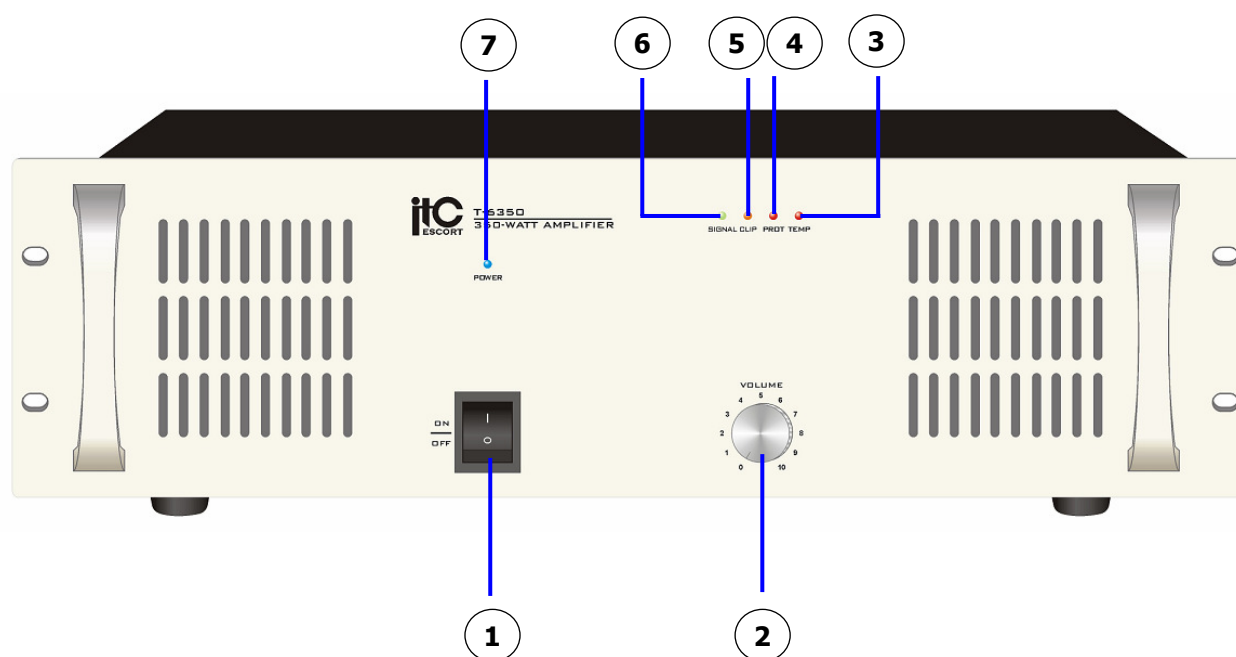 7
6
5
4
3
itC
ESCORT
T-6350
350-WATT AMPLIFIER
SIGNAL CLIP PROT TEMP
POWER
ON
OFF
I
O
VOLUME
0
1
2
3
4
5
6
7
8
9
10
1
2